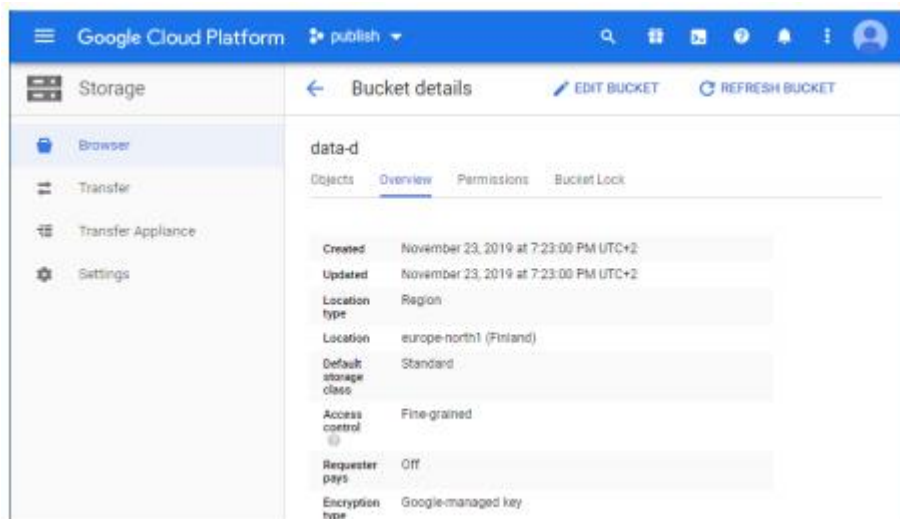 Google Cloud Platform publish
Storage
Bucket details
EDIT BUCKET
REFRESH BUCKET
Browser
Transfer
Transfer Appliance
Settings
data-d
Objects Overview Permissions Bucket Lock
Created November 23, 2019 at 7:23:00 PM UTC+2
Updated November 23, 2019 at 7:23:00 PM UTC+2
Location type Region
Location europe-north1 (Finland)
Default storage class Standard
Access control Fine-grained
Requester pays Off
Encryption type Google-managed key